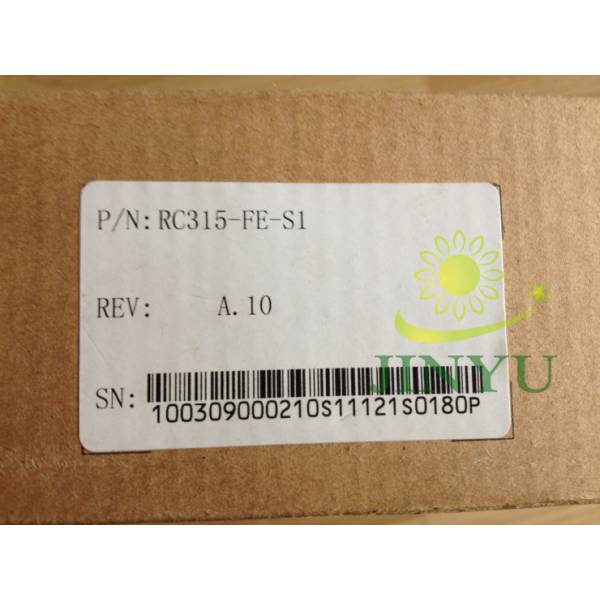 P/N: RC315-FE-S1
REV: A.10
SN:
100309000210S11121S0180P
JINYU